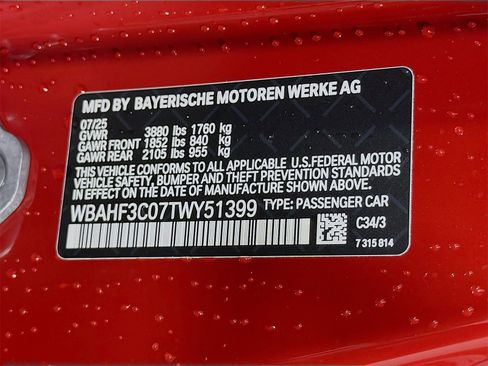 MFD BY BAYERISCHE MOTOREN WERKE AG
07/25
GVWR 3880 lbs 1760 kg
GAWR FRONT 1852 lbs 840 kg
GAWR REAR 2105 lbs 955 kg
THIS VEHICLE CONFORMS TO ALL APPLICABLE U.S.FEDERAL MOTOR
VEHICLE SAFETY, BUMPER, AND THEFT PREVENTION STANDARDS
IN EFFECT ON THE DATE OF MANUFACTURE SHOWN ABOVE.
WBAHF3C07TWY51399 TYPE: PASSENGER CAR
C34/3
7 315 814